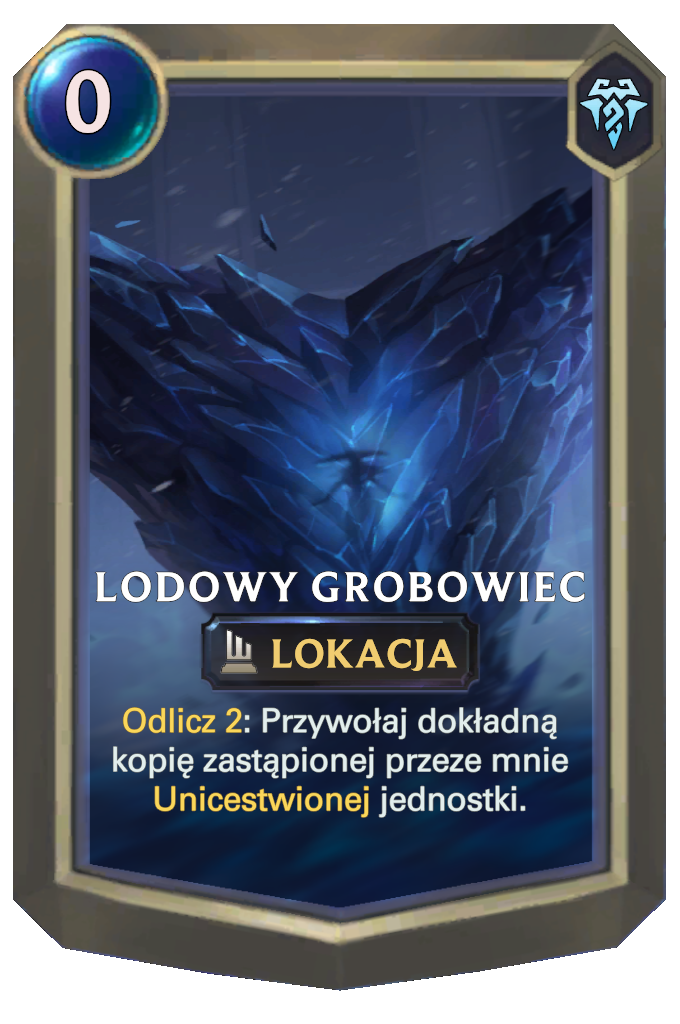 0
LODOWY GROBOWIEC
LOKACJA
Odlicz 2: Przywołaj dokładną
kopię zastąpionej przeze mnie
Unicestwionej jednostki.